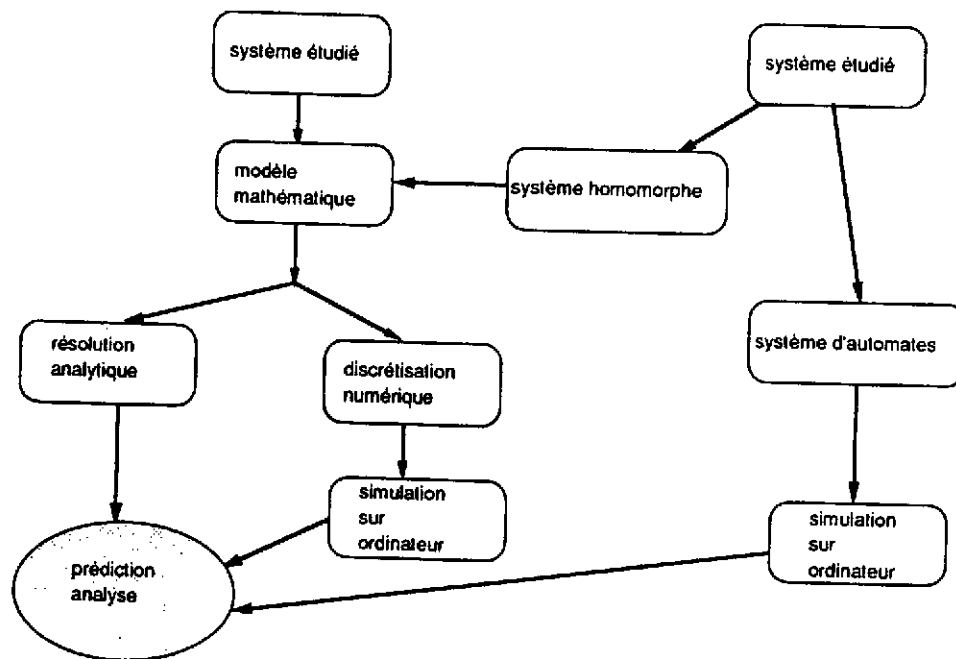 système étudié
système étudié
modèle
mathématique
système homomorphe
résolution
analytique
discrétisation
numérique
système d'automates
simulation
sur
ordinateur
simulation
sur
ordinateur
prédiction
analyse